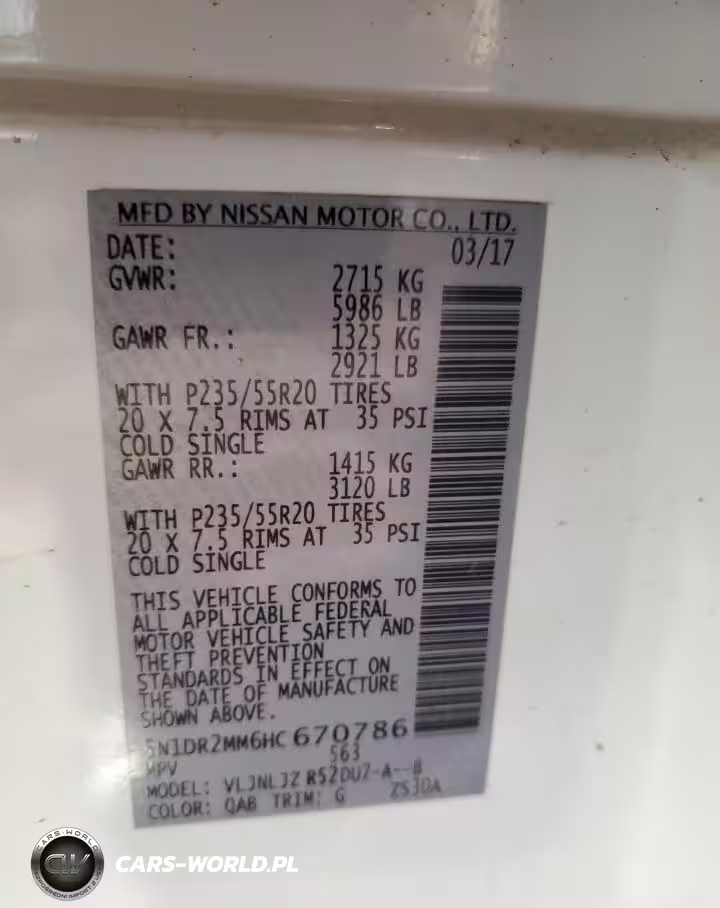 MFD BY NISSAN MOTOR CO., LTD.
DATE: 03/17
GVWR: 2715 KG
5986 LB
GAWR FR.: 1325 KG
2921 LB
WITH P235/55R20 TIRES
20 X 7.5 RIMS AT 35 PSI
COLD SINGLE
GAWR RR.: 1415 KG
3120 LB
WITH P235/55R20 TIRES
20 X 7.5 RIMS AT 35 PSI
COLD SINGLE
THIS VEHICLE CONFORMS TO
ALL APPLICABLE FEDERAL
MOTOR VEHICLE SAFETY AND
THEFT PREVENTION
STANDARDS IN EFFECT ON
THE DATE OF MANUFACTURE
SHOWN ABOVE.
5N1DR2MM6HC670786
MPV 563
MODEL: VLJNLJZ R52DU7-A--B
COLOR: QAB TRIM: G ZS30A
CARS-WORLD
CW
CARS-WORLD.PL